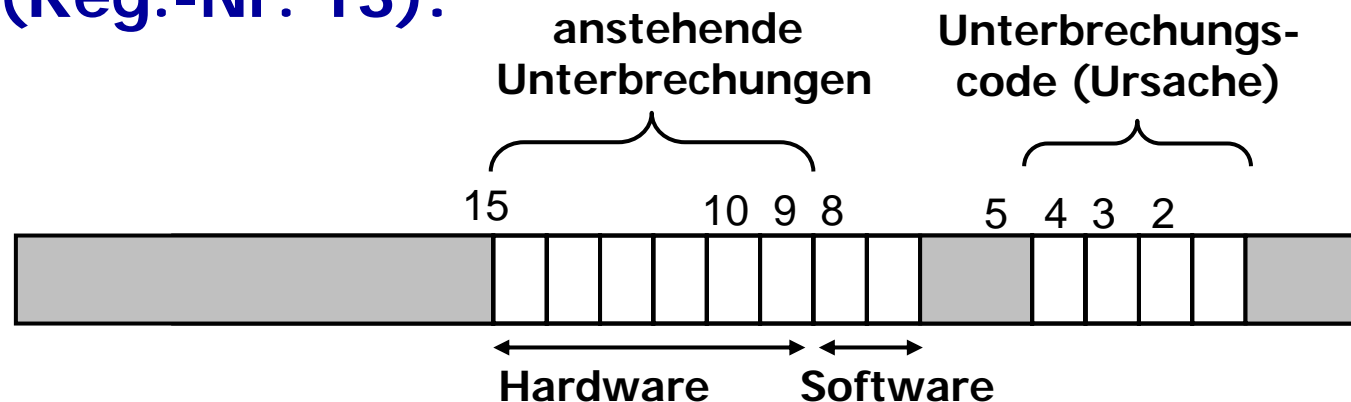 (Reg.-Nr. 13):
anstehende
Unterbrechungen
Unterbrechungs-
code (Ursache)
15 10 9 8 5 4 3 2
Hardware Software